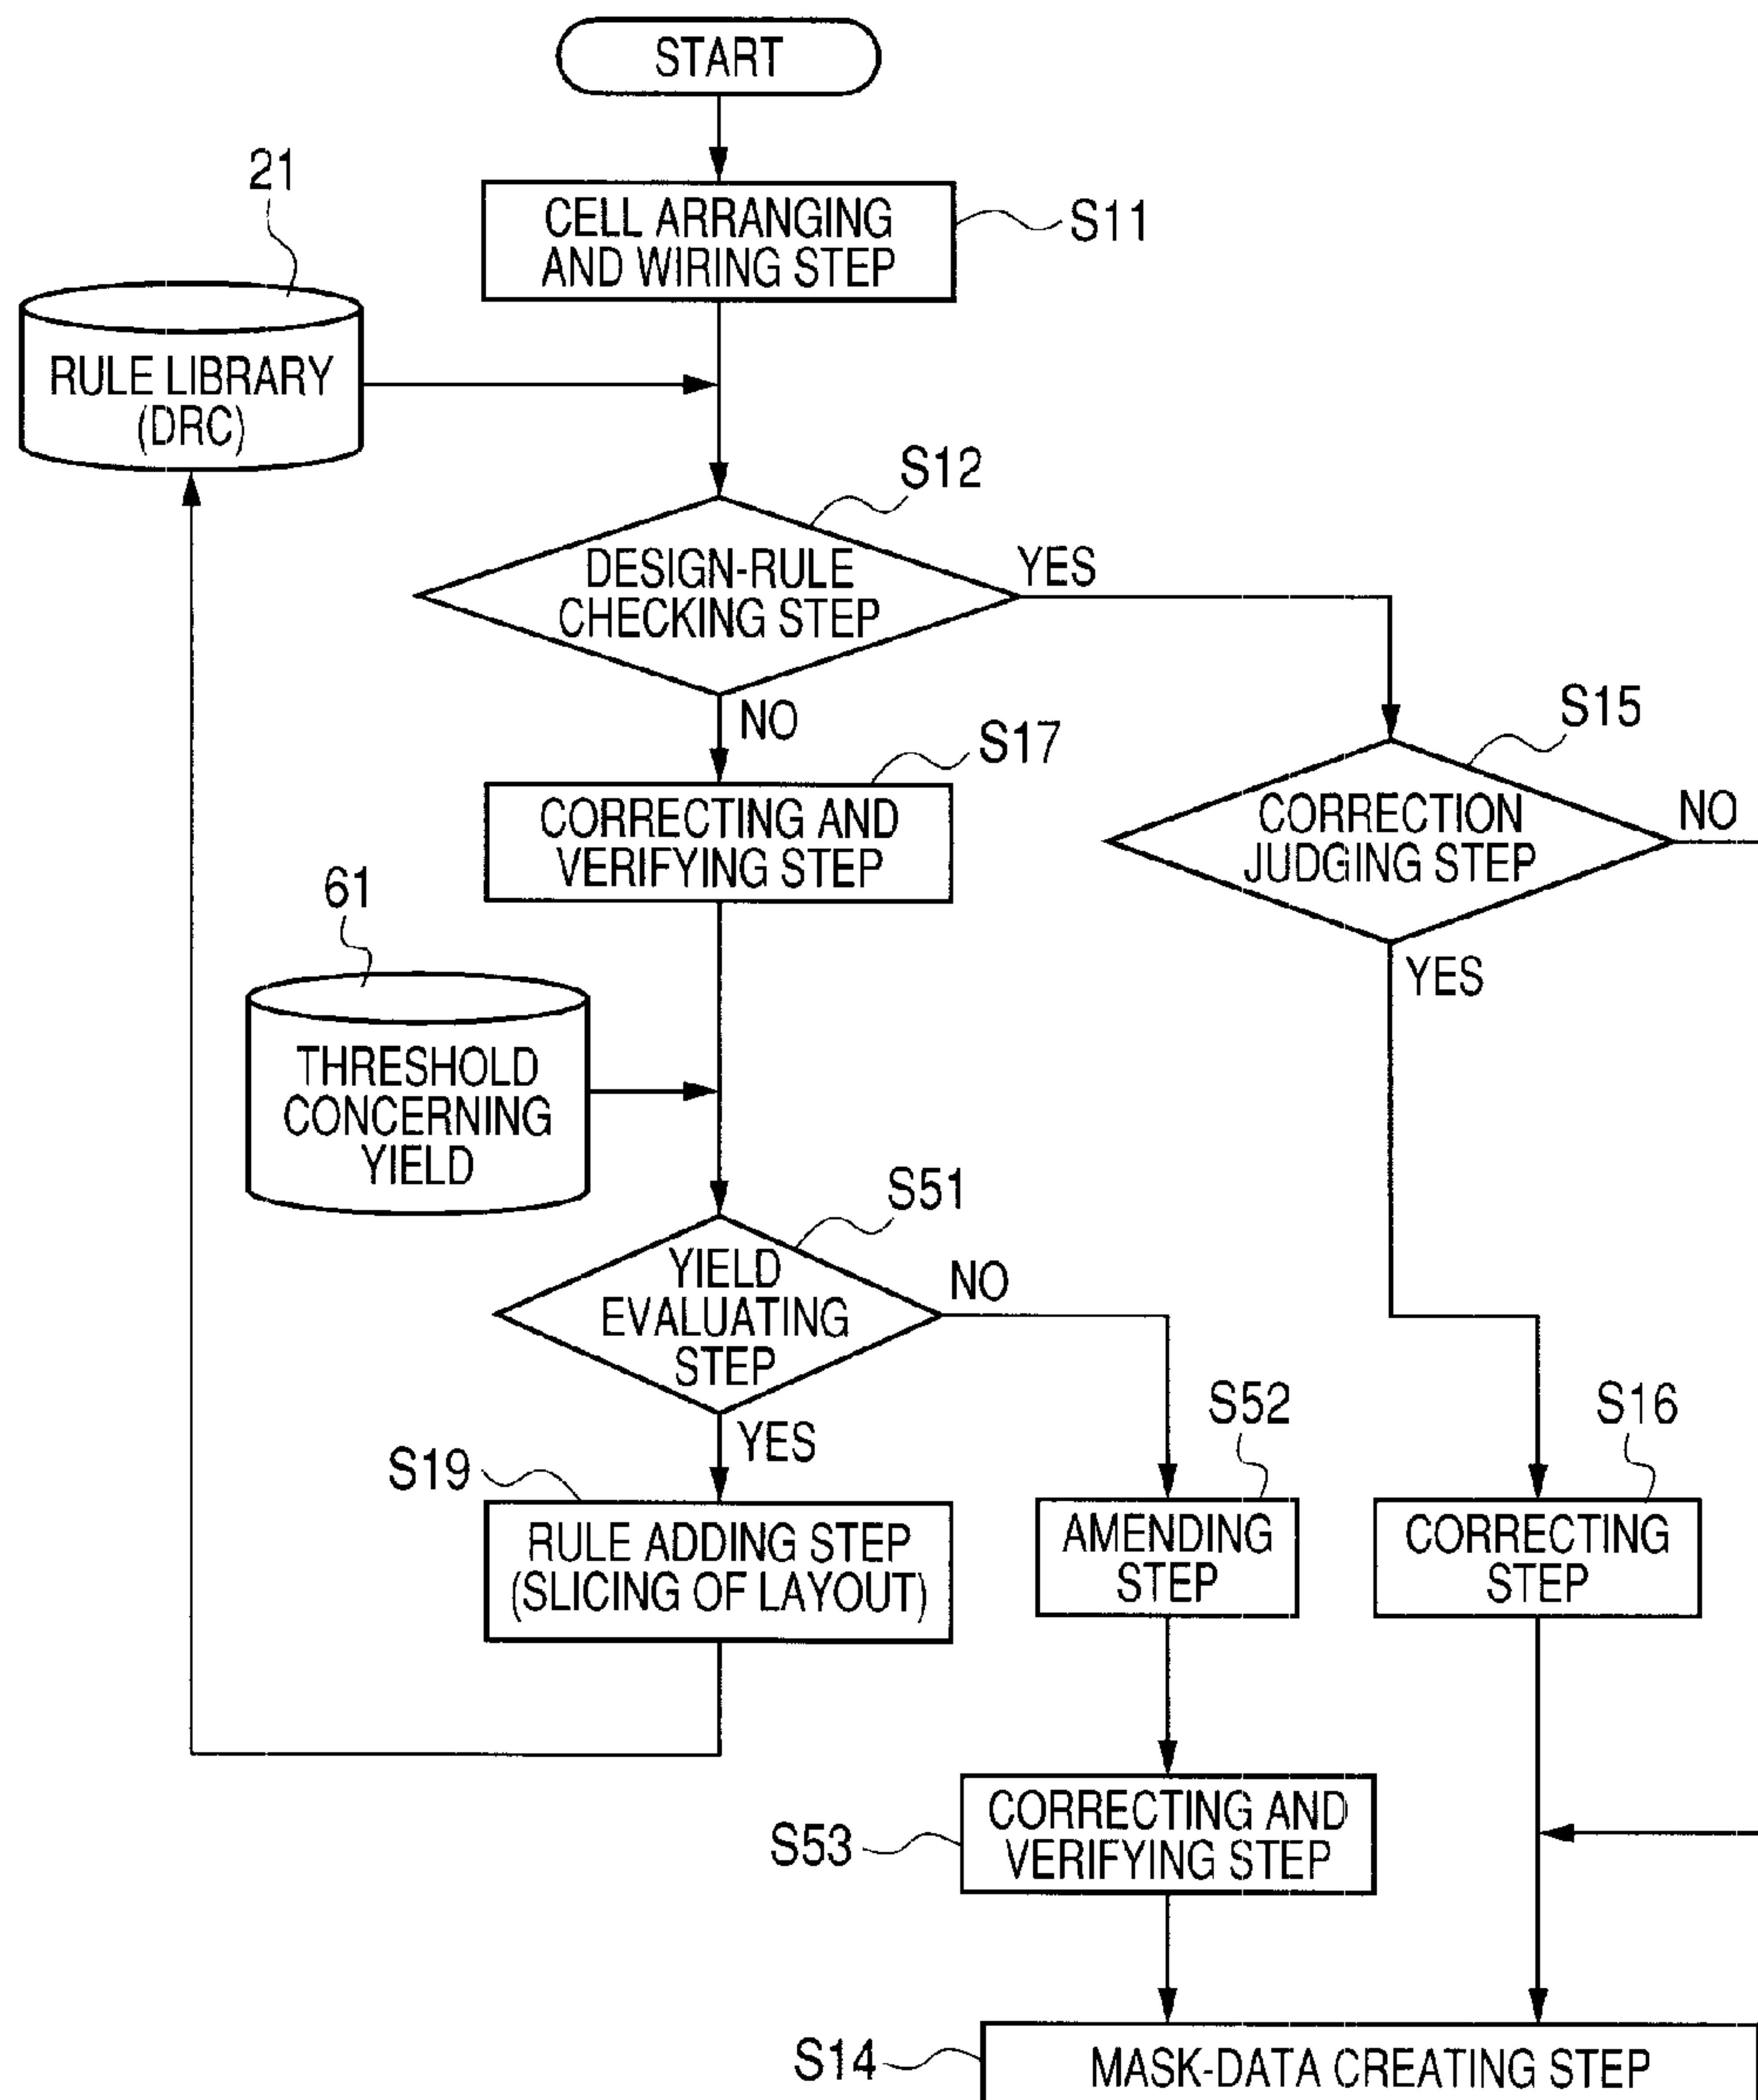 START
21
CELL ARRANGING
AND WIRING STEP
S11
RULE LIBRARY
(DRC)
S12
DESIGN-RULE
CHECKING STEP
YES
NO
S17
S15
CORRECTING AND
VERIFYING STEP
CORRECTION
JUDGING STEP
NO
61
YES
THRESHOLD
CONCERNING
YIELD
S51
YIELD
EVALUATING
STEP
NO
YES
S52
S16
S19
RULE ADDING STEP
(SLICING OF LAYOUT)
AMENDING
STEP
CORRECTING
STEP
CORRECTING AND
VERIFYING STEP
S53
S14
MASK-DATA CREATING STEP